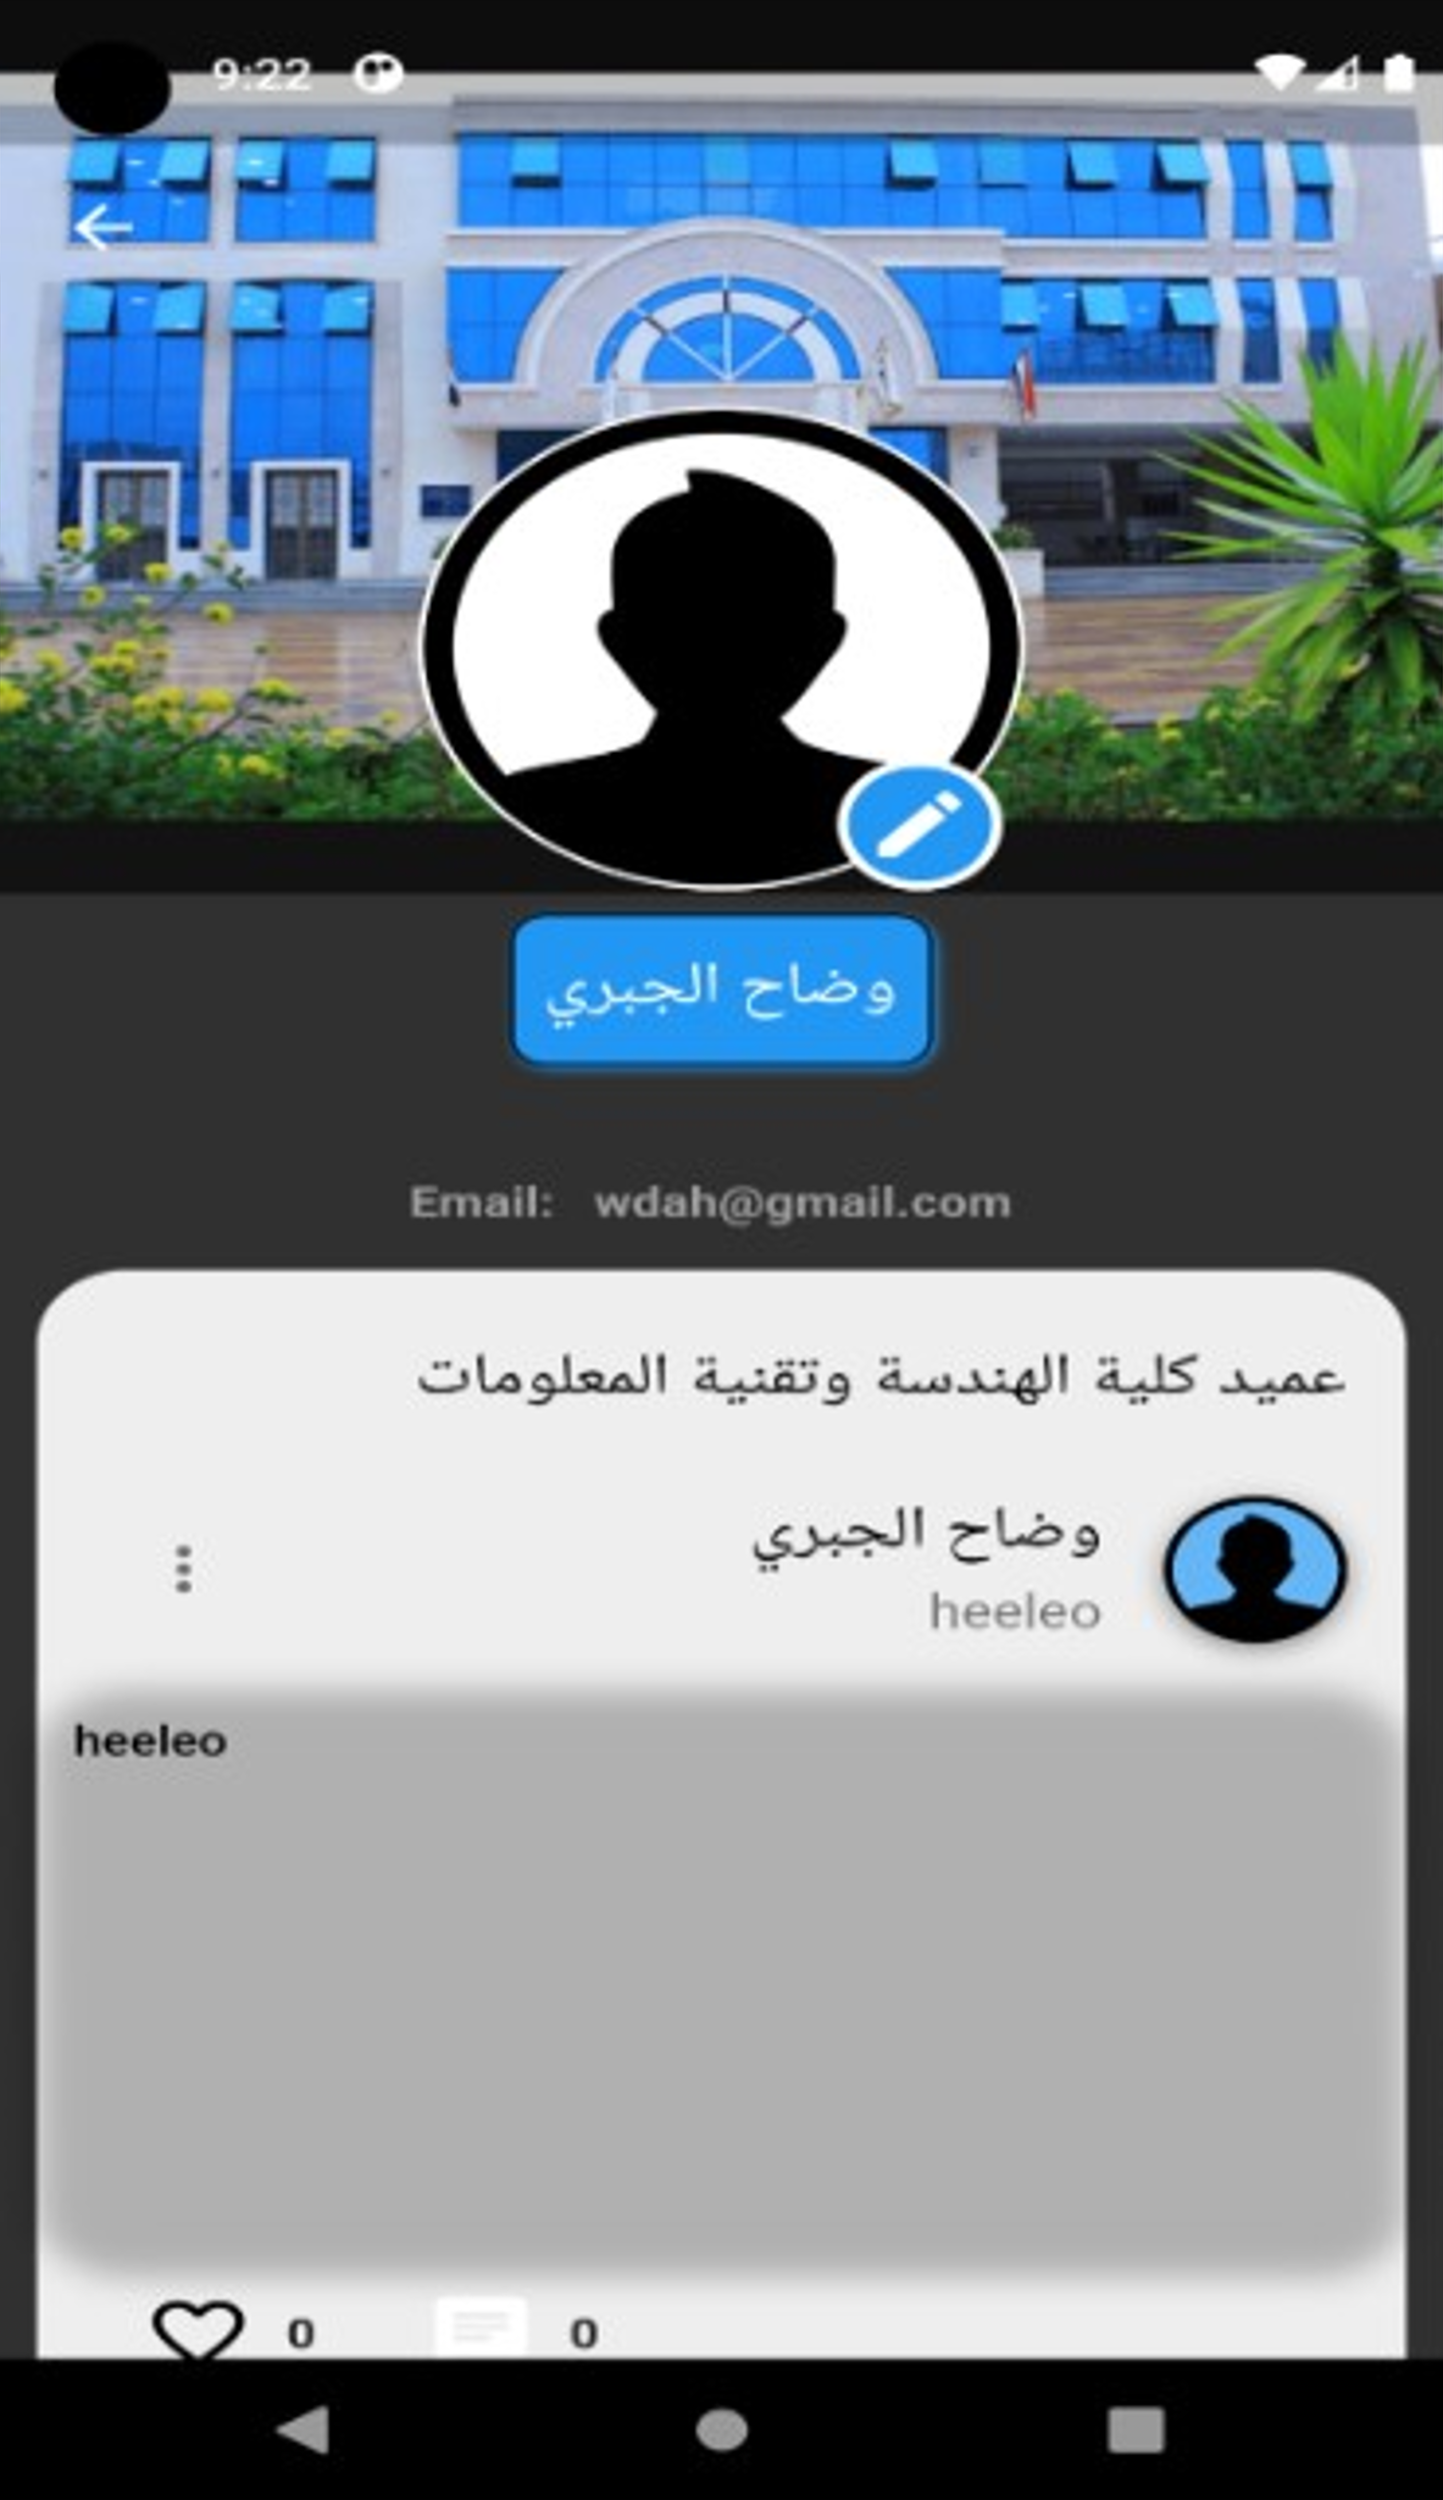 9:22
وضاح الجبري
Email: wdah@gmail.com
عميد كلية الهندسة وتقنية المعلومات
وضاح الجبري
heeleo
heeleo
0 0